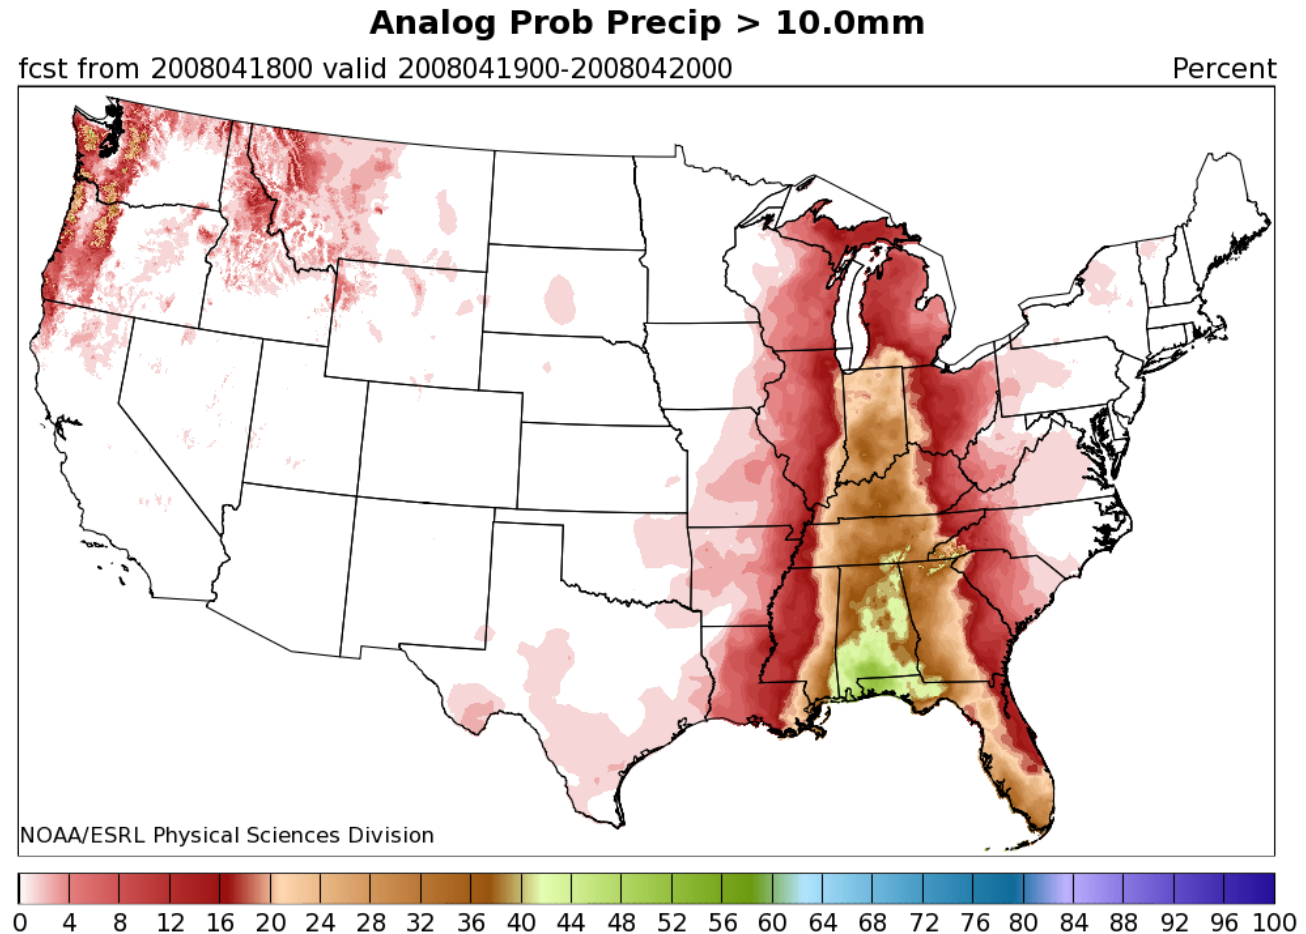 Analog Prob Precip > 10.0mm
fcst from 2008041800 valid 2008041900-2008042000 Percent
NOAA/ESRL Physical Sciences Division
0 4 8 12 16 20 24 28 32 36 40 44 48 52 56 60 64 68 72 76 80 84 88 92 96 100